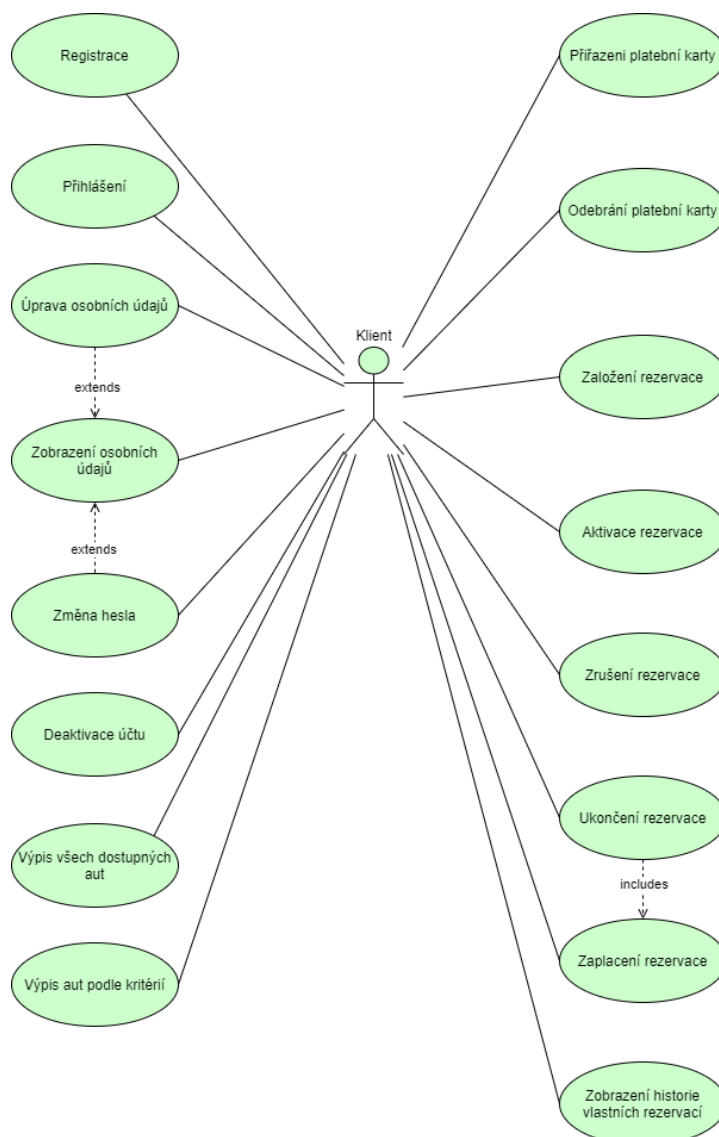 Registrace
Přihlášení
Úprava osobních údajů
extends
Zobrazení osobních
údajů
extends
Změna hesla
Deaktivace účtu
Výpis všech dostupných
aut
Výpis aut podle kritérií
Klient
Přiřazeni platební karty
Odebrání platební karty
Založení rezervace
Aktivace rezervace
Zrušení rezervace
Ukončení rezervace
includes
Zaplacení rezervace
Zobrazení historie
vlastních rezervací